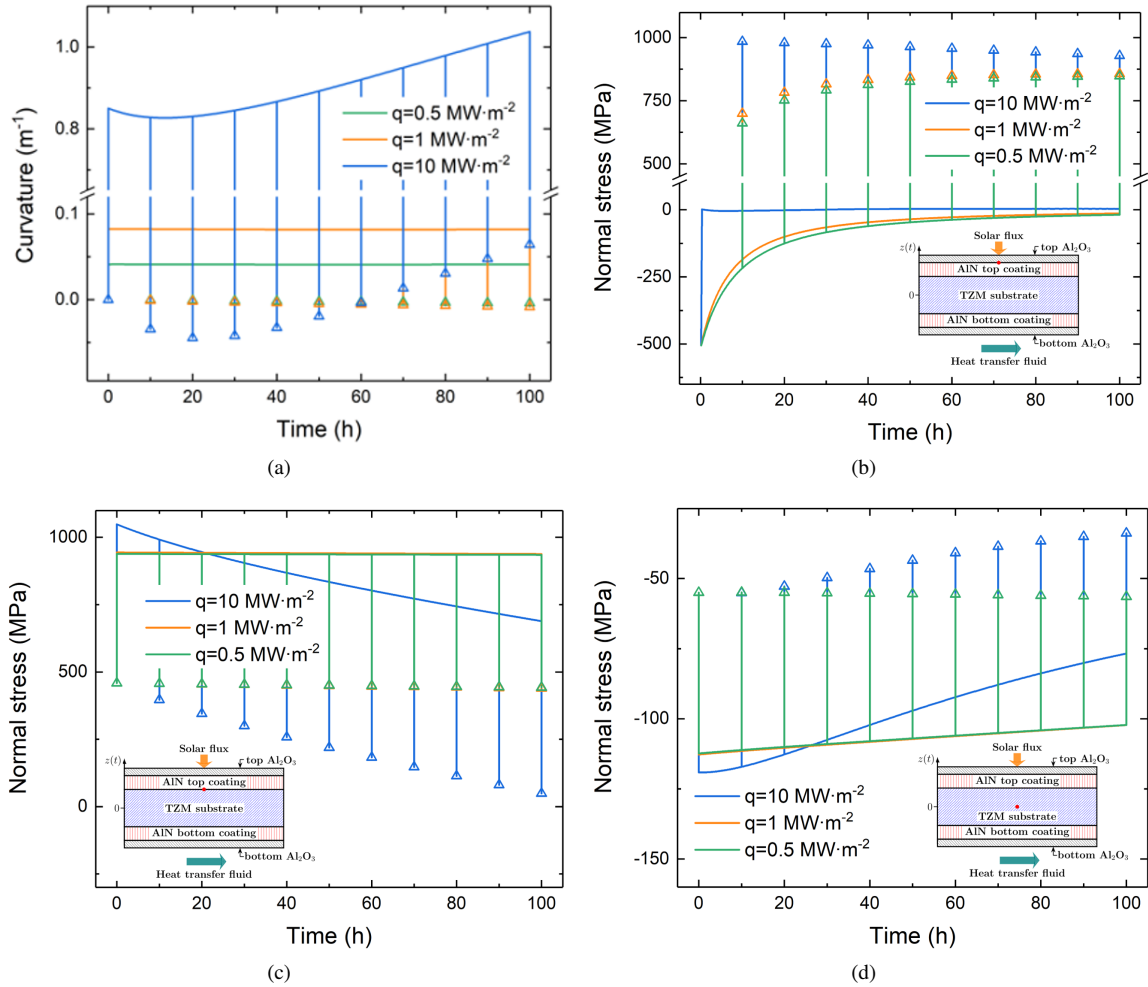 1.0
0.8
0.1
0.0
Curvature (m⁻¹)
q=0.5 MW·m⁻²
q=1 MW·m⁻²
q=10 MW·m⁻²
0 20 40 60 80 100
Time (h)
(a)
1000
750
500
0
-250
-500
Normal stress (MPa)
q=10 MW·m⁻²
q=1 MW·m⁻²
q=0.5 MW·m⁻²
Solar flux
z(t)
top Al₂O₃
AlN top coating
0
TZM substrate
AlN bottom coating
bottom Al₂O₃
Heat transfer fluid
0 20 40 60 80 100
Time (h)
(b)
1000
500
0
Normal stress (MPa)
q=10 MW·m⁻²
q=1 MW·m⁻²
q=0.5 MW·m⁻²
Solar flux
z(t)
top Al₂O₃
AlN top coating
0
TZM substrate
AlN bottom coating
bottom Al₂O₃
Heat transfer fluid
0 20 40 60 80 100
Time (h)
(c)
-50
-100
-150
Normal stress (MPa)
q=10 MW·m⁻²
q=1 MW·m⁻²
q=0.5 MW·m⁻²
Solar flux
z(t)
top Al₂O₃
AlN top coating
0
TZM substrate
AlN bottom coating
bottom Al₂O₃
Heat transfer fluid
0 20 40 60 80 100
Time (h)
(d)